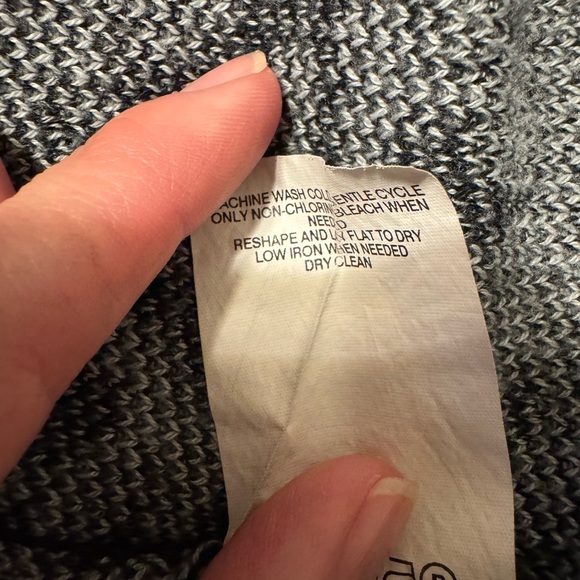 MACHINE WASH COLD GENTLE CYCLE
ONLY NON-CHLORINE BLEACH WHEN
NEEDED
RESHAPE AND LAY FLAT TO DRY
LOW IRON WHEN NEEDED
DRY CLEAN